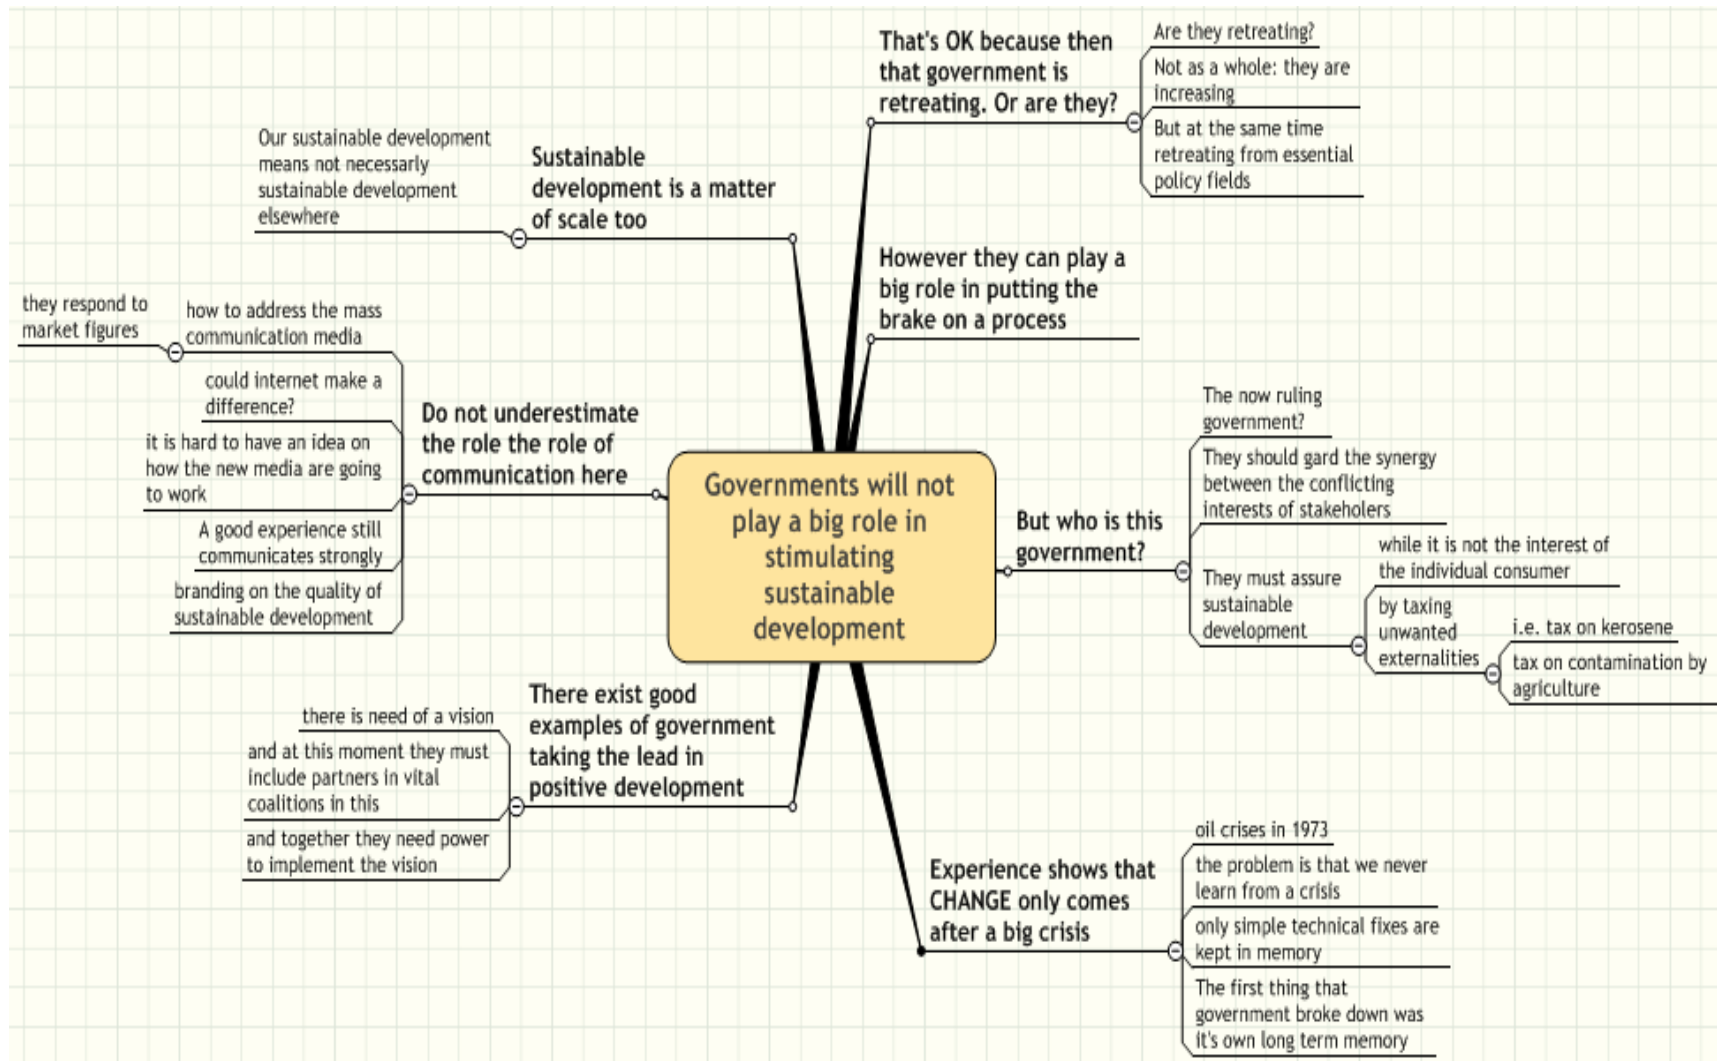 Governments will not
play a big role in
stimulating
sustainable
development
That's OK because then
that government is
retreating. Or are they?
Are they retreating?
Not as a whole: they are
increasing
But at the same time
retreating from essential
policy fields
However they can play a
big role in putting the
brake on a process
But who is this
government?
The now ruling
government?
They should gard the synergy
between the conflicting
interests of stakeholers
They must assure
sustainable
development
while it is not the interest of
the individual consumer
by taxing
unwanted
externalities
i.e. tax on kerosene
tax on contamination by
agriculture
Experience shows that
CHANGE only comes
after a big crisis
oil crises in 1973
the problem is that we never
learn from a crisis
only simple technical fixes are
kept in memory
The first thing that
government broke down was
it's own long term memory
There exist good
examples of government
taking the lead in
positive development
there is need of a vision
and at this moment they must
include partners in vital
coalitions in this
and together they need power
to implement the vision
Do not underestimate
the role the role of
communication here
how to address the mass
communication media
they respond to
market figures
could internet make a
difference?
it is hard to have an idea on
how the new media are going
to work
A good experience still
communicates strongly
branding on the quality of
sustainable development
Sustainable
development is a matter
of scale too
Our sustainable development
means not necessarly
sustainable development
elsewhere